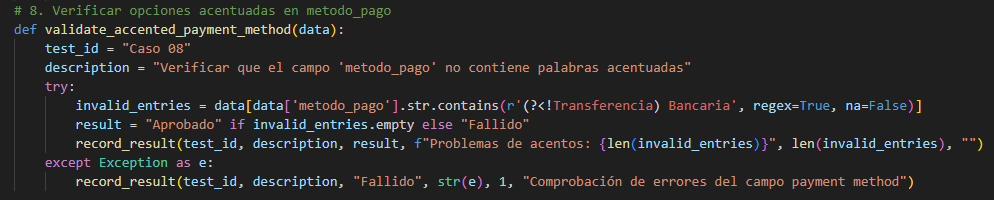 # 8. Verificar opciones acentuadas en metodo_pago
def validate_accented_payment_method(data):
    test_id = "Caso 08"
    description = "Verificar que el campo 'metodo_pago' no contiene palabras acentuadas"
    try:
        invalid_entries = data[data['metodo_pago'].str.contains(r'(?<!Transferencia) Bancaria', regex=True, na=False)]
        result = "Aprobado" if invalid_entries.empty else "Fallido"
        record_result(test_id, description, result, f"Problemas de acentos: {len(invalid_entries)}", len(invalid_entries), "")
    except Exception as e:
        record_result(test_id, description, "Fallido", str(e), 1, "Comprobación de errores del campo payment method")